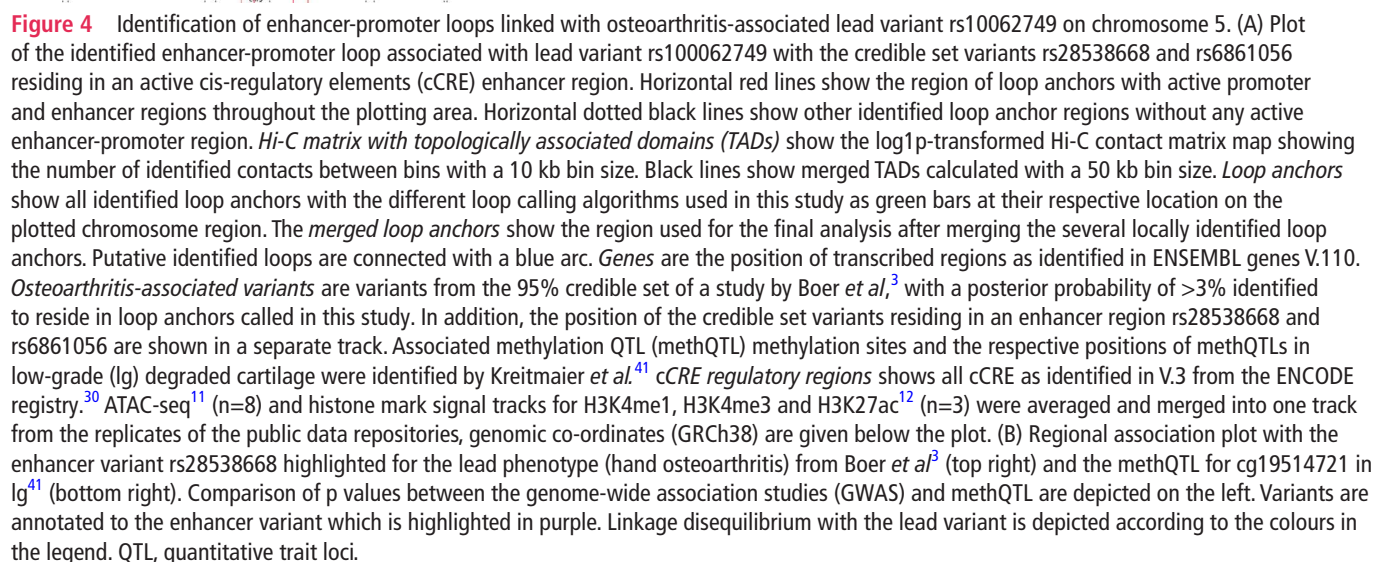 Figure 4 Identification of enhancer-promoter loops linked with osteoarthritis-associated lead variant rs10062749 on chromosome 5. (A) Plot
of the identified enhancer-promoter loop associated with lead variant rs100062749 with the credible set variants rs28538668 and rs6861056
residing in an active cis-regulatory elements (cCRE) enhancer region. Horizontal red lines show the region of loop anchors with active promoter
and enhancer regions throughout the plotting area. Horizontal dotted black lines show other identified loop anchor regions without any active
enhancer-promoter region. Hi-C matrix with topologically associated domains (TADs) show the log1p-transformed Hi-C contact matrix map showing
the number of identified contacts between bins with a 10 kb bin size. Black lines show merged TADs calculated with a 50 kb bin size. Loop anchors
show all identified loop anchors with the different loop calling algorithms used in this study as green bars at their respective location on the
plotted chromosome region. The merged loop anchors show the region used for the final analysis after merging the several locally identified loop
anchors. Putative identified loops are connected with a blue arc. Genes are the position of transcribed regions as identified in ENSEMBL genes V.110.
Osteoarthritis-associated variants are variants from the 95% credible set of a study by Boer et al,3 with a posterior probability of >3% identified
to reside in loop anchors called in this study. In addition, the position of the credible set variants residing in an enhancer region rs28538668 and
rs6861056 are shown in a separate track. Associated methylation QTL (methQTL) methylation sites and the respective positions of methQTLs in
low-grade (lg) degraded cartilage were identified by Kreitmaier et al.41 cCRE regulatory regions shows all cCRE as identified in V.3 from the ENCODE
registry.30 ATAC-seq11 (n=8) and histone mark signal tracks for H3K4me1, H3K4me3 and H3K27ac12 (n=3) were averaged and merged into one track
from the replicates of the public data repositories, genomic co-ordinates (GRCh38) are given below the plot. (B) Regional association plot with the
enhancer variant rs28538668 highlighted for the lead phenotype (hand osteoarthritis) from Boer et al3 (top right) and the methQTL for cg19514721 in
lg41 (bottom right). Comparison of p values between the genome-wide association studies (GWAS) and methQTL are depicted on the left. Variants are
annotated to the enhancer variant which is highlighted in purple. Linkage disequilibrium with the lead variant is depicted according to the colours in
the legend. QTL, quantitative trait loci.